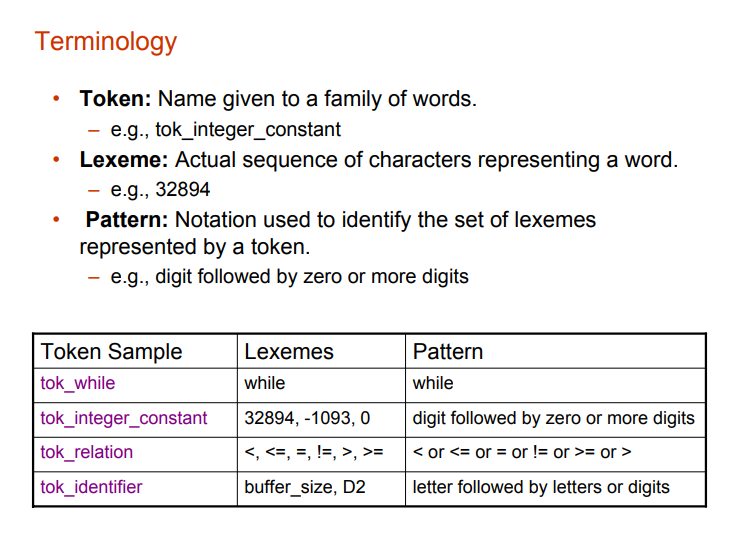 Terminology
• Token: Name given to a family of words.
– e.g., tok_integer_constant
• Lexeme: Actual sequence of characters representing a word.
– e.g., 32894
• Pattern: Notation used to identify the set of lexemes
represented by a token.
– e.g., digit followed by zero or more digits
Token Sample Lexemes Pattern
tok_while while while
tok_integer_constant 32894, -1093, 0 digit followed by zero or more digits
tok_relation <, <=, =, !=, >, >= < or <= or = or != or >= or >
tok_identifier buffer_size, D2 letter followed by letters or digits